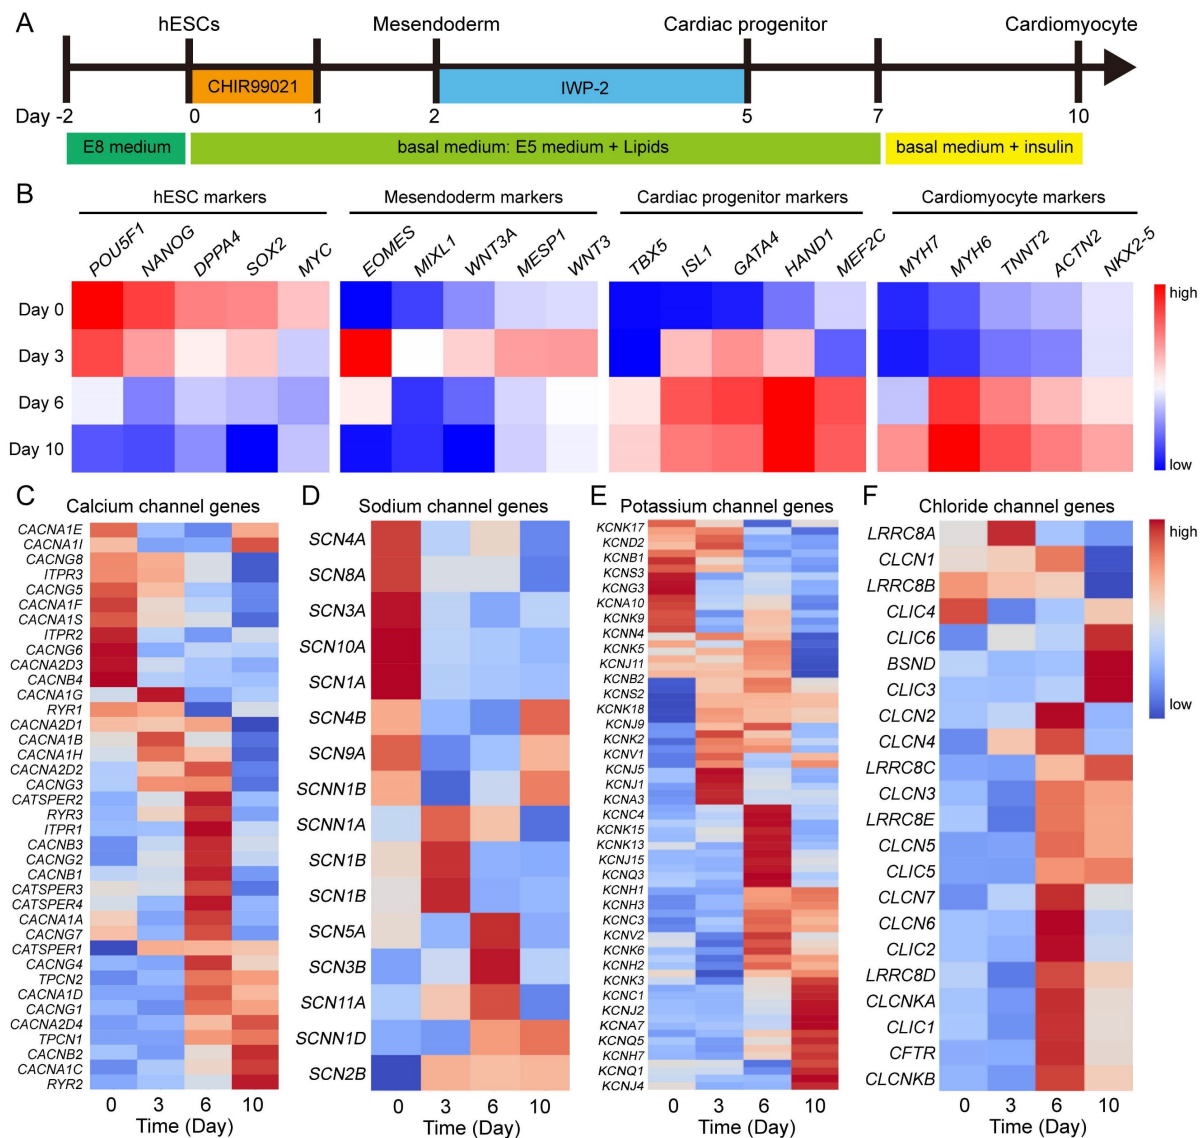 A
hESCs
Mesendoderm
Cardiac progenitor
Cardiomyocyte
CHIR99021
IWP-2
Day -2
0
1
2
5
7
10
E8 medium
basal medium: E5 medium + Lipids
basal medium + insulin
B
hESC markers
Mesendoderm markers
Cardiac progenitor markers
Cardiomyocyte markers
POU5F1
NANOG
DPPA4
SOX2
MYC
EOMES
MIXL1
WNT3A
MESP1
WNT3
TBX5
ISL1
GATA4
HAND1
MEF2C
MYH7
MYH6
TNNT2
ACTN2
NKX2-5
Day 0
Day 3
Day 6
Day 10
high
low
C
Calcium channel genes
CACNA1E
CACNA1I
CACNG8
ITPR3
CACNG5
CACNA1F
CACNA1S
ITPR2
CACNG6
CACNA2D3
CACNB4
CACNA1G
RYR1
CACNA2D1
CACNA1B
CACNA1H
CACNA2D2
CACNG3
CATSPER2
RYR3
ITPR1
CACNB3
CACNG2
CACNB1
CATSPER3
CATSPER4
CACNA1A
CACNG7
CATSPER1
CACNG4
TPCN2
CACNA1D
CACNG1
CACNA2D4
TPCN1
CACNB2
CACNA1C
RYR2
0
3
6
10
Time (Day)
D
Sodium channel genes
SCN4A
SCN8A
SCN3A
SCN10A
SCN1A
SCN4B
SCN9A
SCNN1B
SCNN1A
SCN1B
SCN1B
SCN5A
SCN3B
SCN11A
SCNN1D
SCN2B
0
3
6
10
Time (Day)
E
Potassium channel genes
KCNK17
KCND2
KCNB1
KCNS3
KCNG3
KCNA10
KCNK9
KCNN4
KCNK5
KCNJ11
KCNB2
KCNS2
KCNK18
KCNJ9
KCNK2
KCNV1
KCNJ5
KCNJ1
KCNA3
KCNC4
KCNK15
KCNK13
KCNJ15
KCNQ3
KCNH1
KCNH3
KCNC3
KCNV2
KCNK6
KCNH2
KCNK3
KCNC1
KCNJ2
KCNA7
KCNQ5
KCNH7
KCNQ1
KCNJ4
0
3
6
10
Time (Day)
F
Chloride channel genes
LRRC8A
CLCN1
LRRC8B
CLIC4
CLIC6
BSND
CLIC3
CLCN2
CLCN4
LRRC8C
CLCN3
LRRC8E
CLCN5
CLIC5
CLCN7
CLCN6
CLIC2
LRRC8D
CLCNKA
CLIC1
CFTR
CLCNKB
0
3
6
10
Time (Day)
high
low